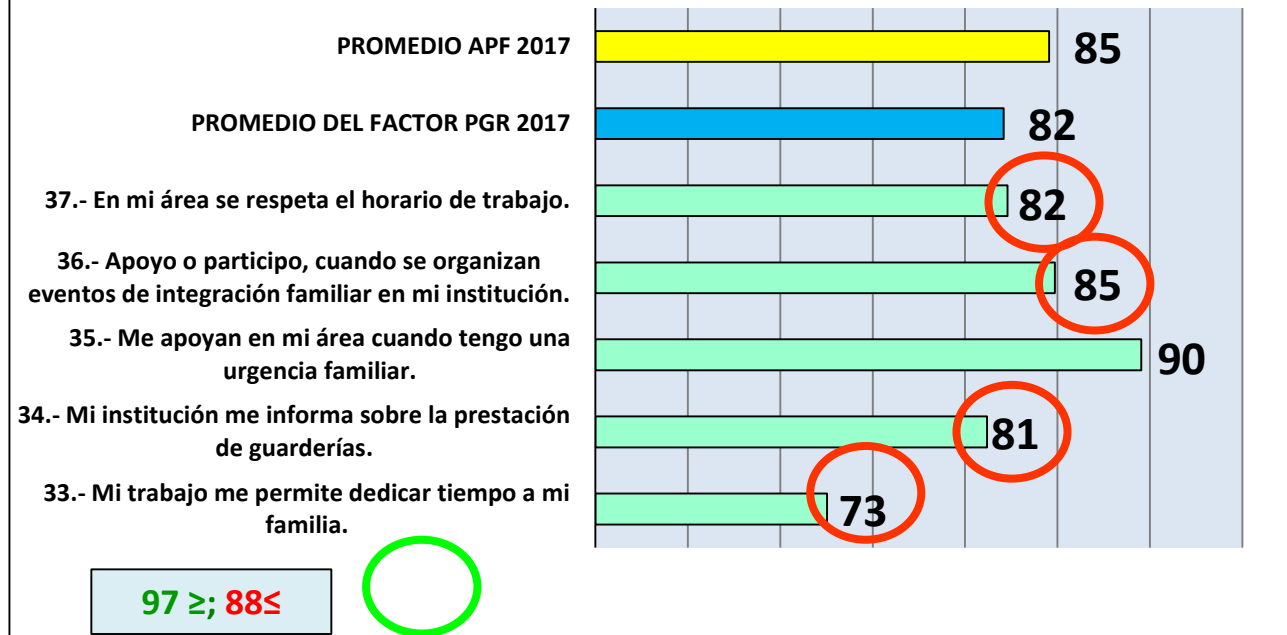 PROMEDIO APF 2017
85
PROMEDIO DEL FACTOR PGR 2017
82
37.- En mi área se respeta el horario de trabajo.
82
36.- Apoyo o participo, cuando se organizan
eventos de integración familiar en mi institución.
85
35.- Me apoyan en mi área cuando tengo una
urgencia familiar.
90
34.- Mi institución me informa sobre la prestación
de guarderías.
81
33.- Mi trabajo me permite dedicar tiempo a mi
familia.
73
97 ≥; 88≤